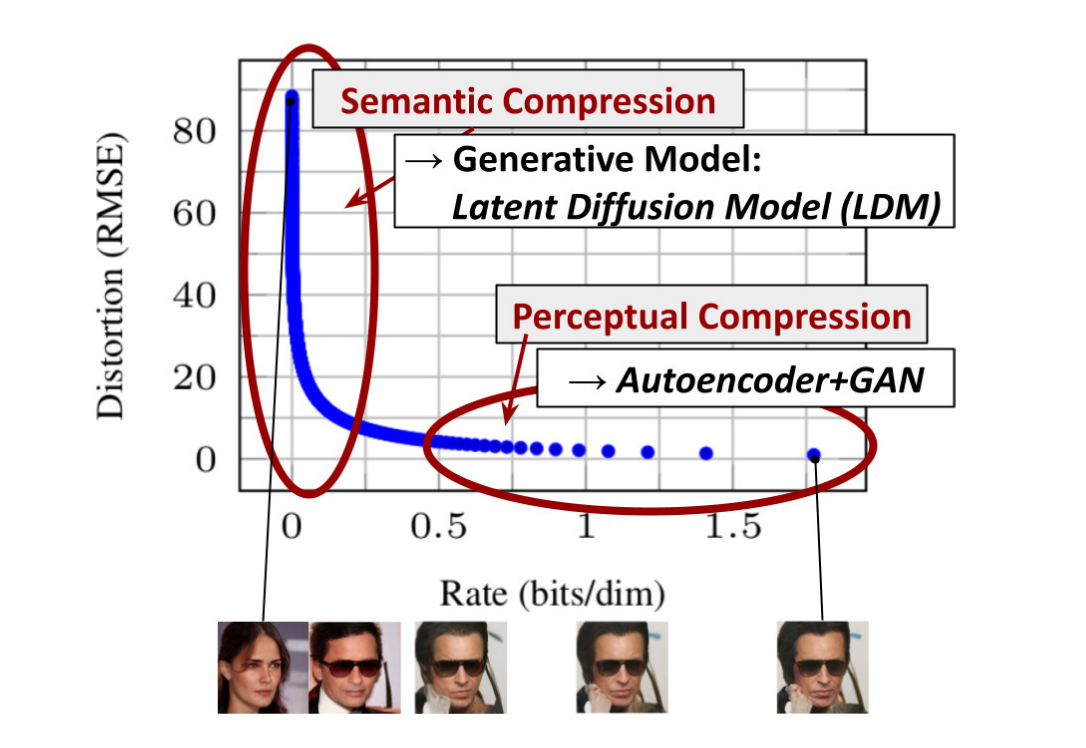 Semantic Compression
→ Generative Model:
Latent Diffusion Model (LDM)
Perceptual Compression
→ Autoencoder+GAN
Distortion (RMSE)
80
60
40
20
0
0 0.5 1 1.5
Rate (bits/dim)